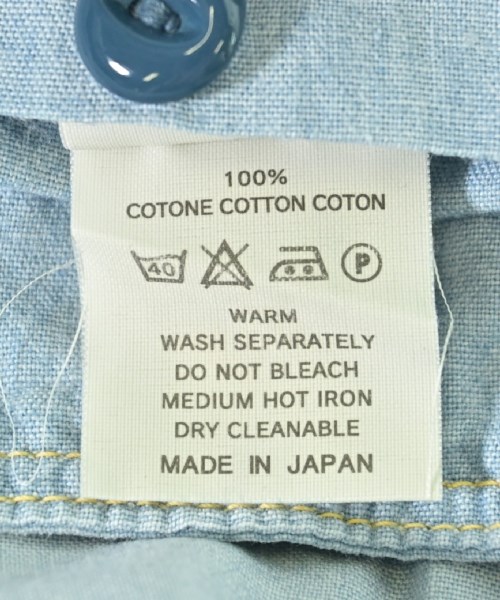 100%
COTONE COTTON COTON
40 P
WARM
WASH SEPARATELY
DO NOT BLEACH
MEDIUM HOT IRON
DRY CLEANABLE
MADE IN JAPAN